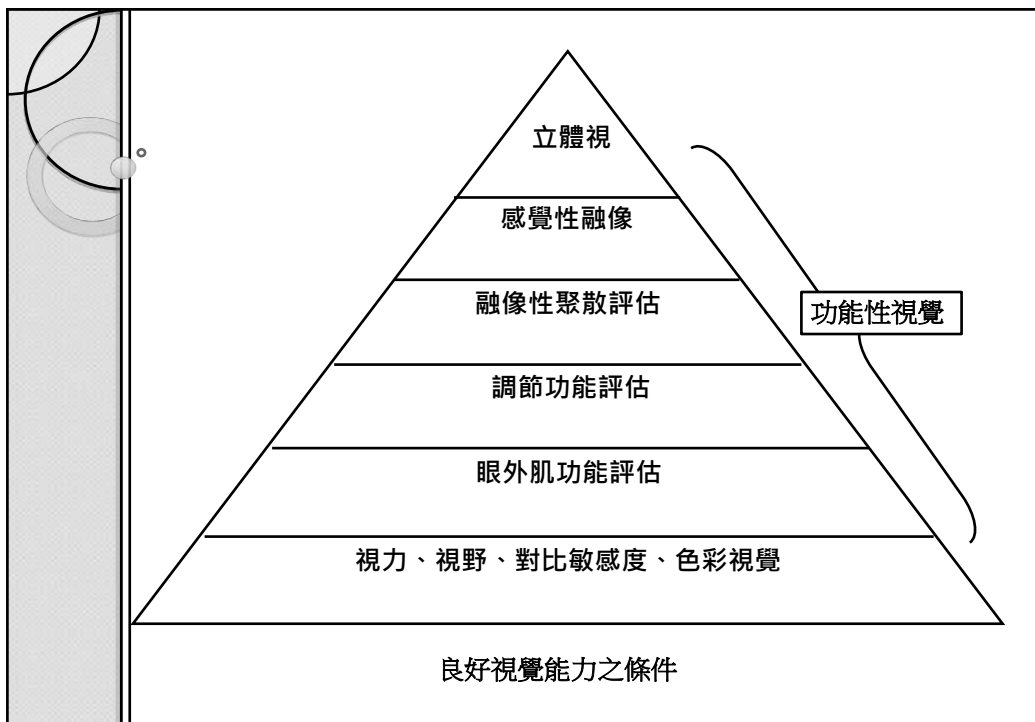 立體視
感覺性融像
融像性聚散評估
功能性視覺
調節功能評估
眼外肌功能評估
視力、視野、對比敏感度、色彩視覺
良好視覺能力之條件